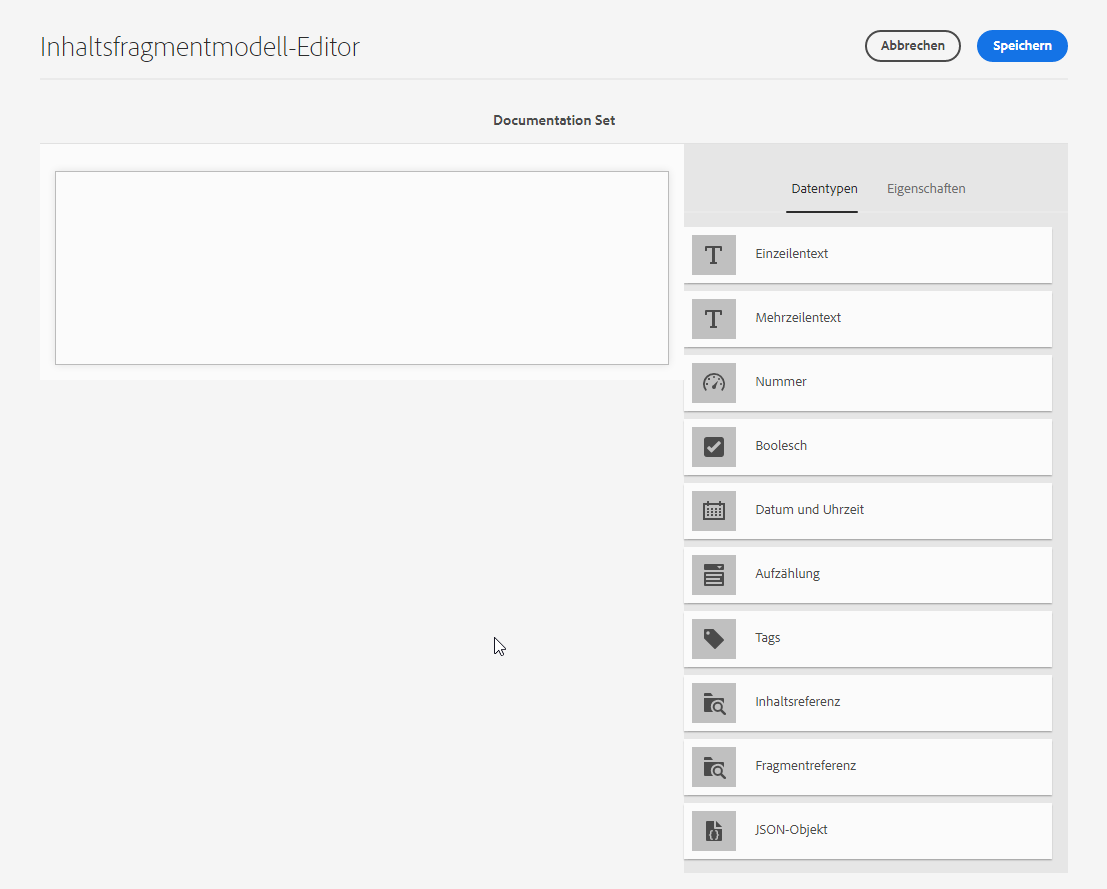 Inhaltsfragmentmodell-Editor
Abbrechen
Speichern
Documentation Set
Datentypen
Eigenschaften
Einzeilentext
Mehrzeilentext
Nummer
Boolesch
Datum und Uhrzeit
Aufzählung
Tags
Inhaltsreferenz
Fragmentreferenz
JSON-Objekt